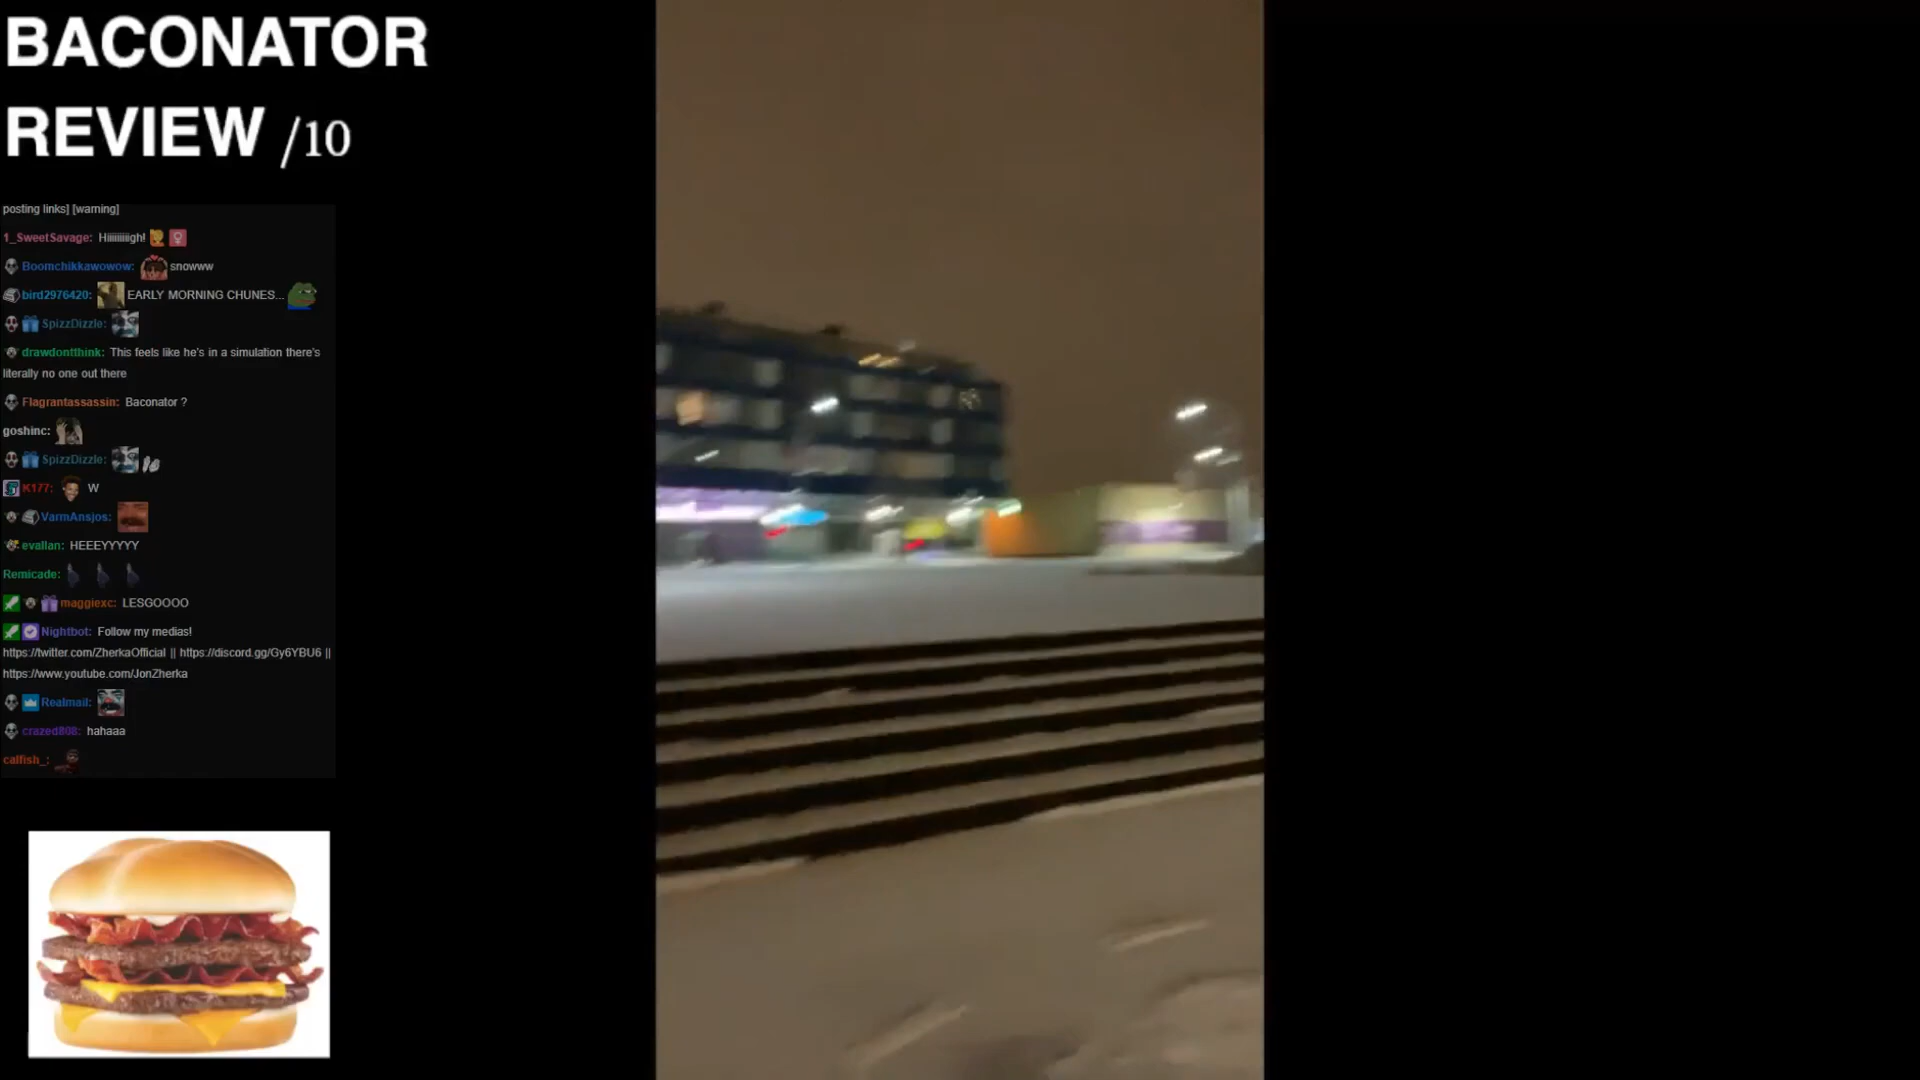 BACONATOR
REVIEW /10
posting links] [warning]
1_SweetSavage: Hiiiiiiiiigh!
Boomchikkawowow: snowww
bird2976420: EARLY MORNING CHUNES...
SpizzDizzle:
drawdontthink: This feels like he's in a simulation there's
literally no one out there
Flagrantassassin: Baconator ?
goshinc:
SpizzDizzle:
K177: W
VarmAnsjos:
evallan: HEEEYYYYY
Remicade:
maggiexc: LESGOOOO
Nightbot: Follow my medias!
https://twitter.com/ZherkaOfficial || https://discord.gg/Gy6YBU6 ||
https://www.youtube.com/JonZherka
Realmail:
crazed808: hahaaa
calfish_: